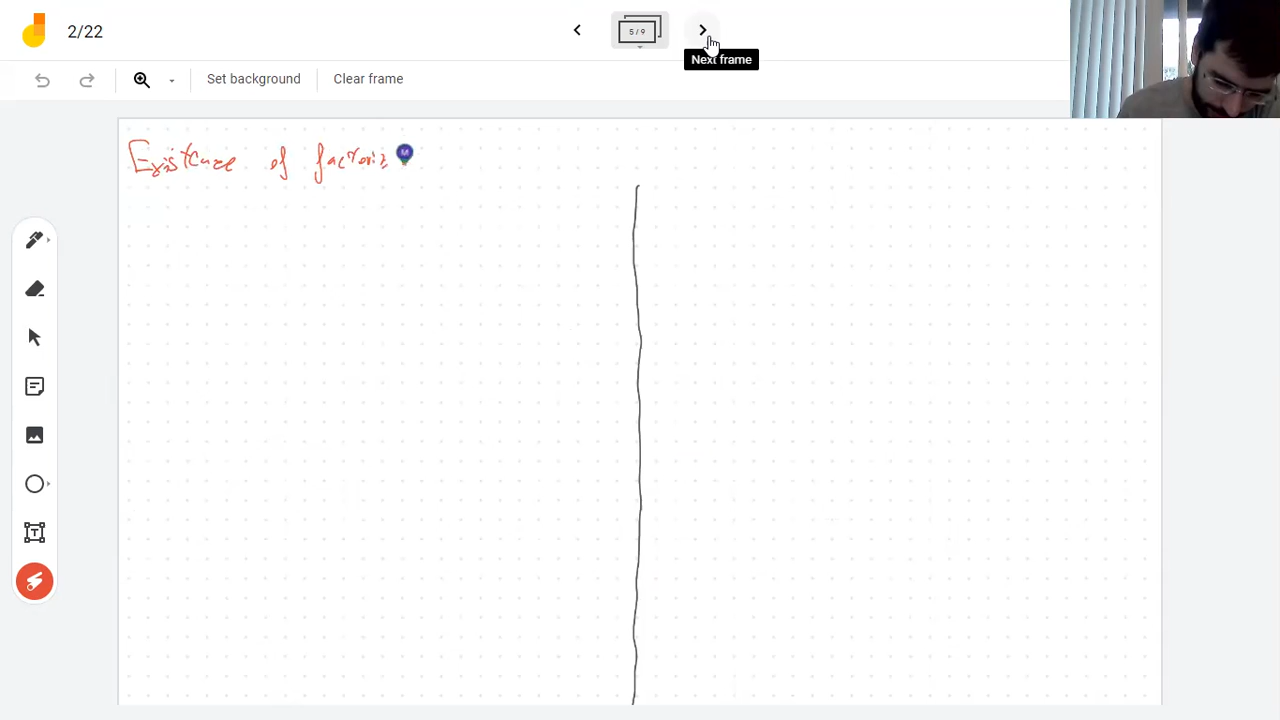 2/22
5 / 9
Next frame
Set background
Clear frame
Existence of factoriz
M
T